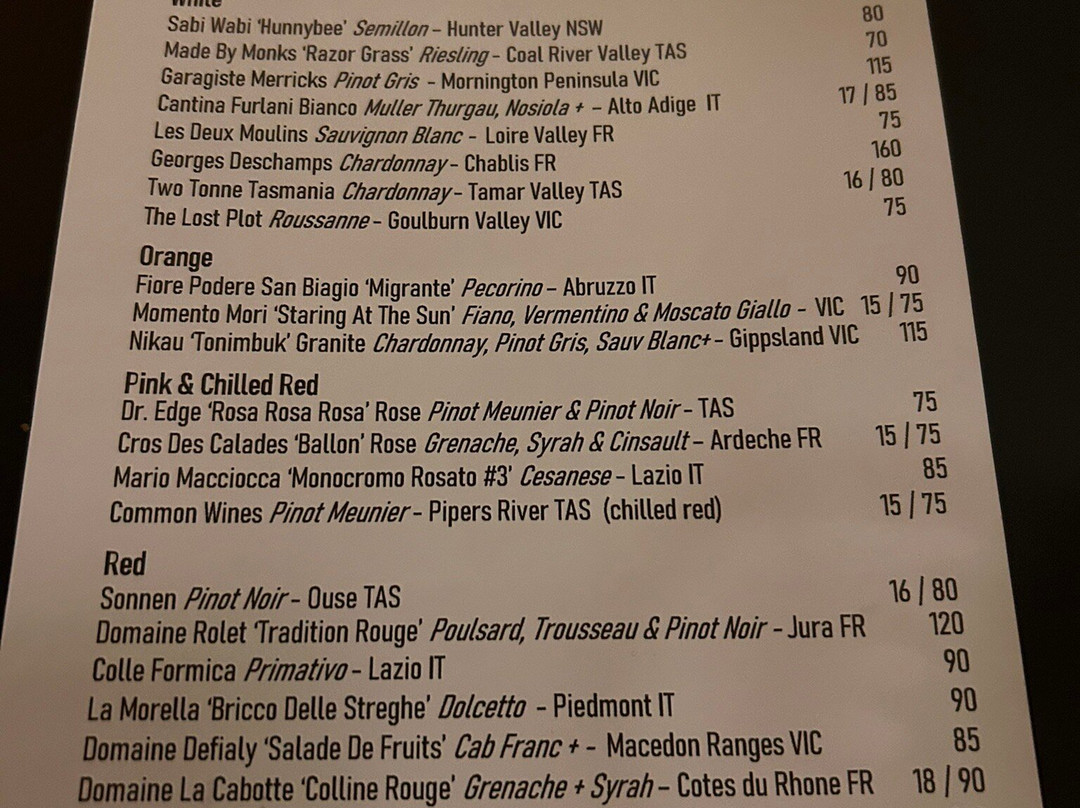 White
Sabi Wabi ‘Hunnybee’ Semillon – Hunter Valley NSW 80
Made By Monks ‘Razor Grass’ Riesling – Coal River Valley TAS 70
Garagiste Merricks Pinot Gris - Mornington Peninsula VIC 115
Cantina Furlani Bianco Muller Thurgau, Nosiola + – Alto Adige IT 17 / 85
Les Deux Moulins Sauvignon Blanc - Loire Valley FR 75
Georges Deschamps Chardonnay – Chablis FR 160
Two Tonne Tasmania Chardonnay – Tamar Valley TAS 16 / 80
The Lost Plot Roussanne – Goulburn Valley VIC 75
Orange
Fiore Podere San Biagio ‘Migrante’ Pecorino – Abruzzo IT 90
Momento Mori ‘Staring At The Sun’ Fiano, Vermentino & Moscato Giallo - VIC 15 / 75
Nikau ‘Tonimbuk’ Granite Chardonnay, Pinot Gris, Sauv Blanc+ – Gippsland VIC 115
Pink & Chilled Red
Dr. Edge ‘Rosa Rosa Rosa’ Rose Pinot Meunier & Pinot Noir – TAS 75
Cros Des Calades ‘Ballon’ Rose Grenache, Syrah & Cinsault – Ardeche FR 15 / 75
Mario Macciocca ‘Monocromo Rosato #3’ Cesanese – Lazio IT 85
Common Wines Pinot Meunier – Pipers River TAS (chilled red) 15 / 75
Red
Sonnen Pinot Noir – Ouse TAS 16 / 80
Domaine Rolet ‘Tradition Rouge’ Poulsard, Trousseau & Pinot Noir – Jura FR 120
Colle Formica Primativo – Lazio IT 90
La Morella ‘Bricco Delle Streghe’ Dolcetto - Piedmont IT 90
Domaine Defialy ‘Salade De Fruits’ Cab Franc + - Macedon Ranges VIC 85
Domaine La Cabotte ‘Colline Rouge’ Grenache + Syrah – Cotes du Rhone FR 18 / 90